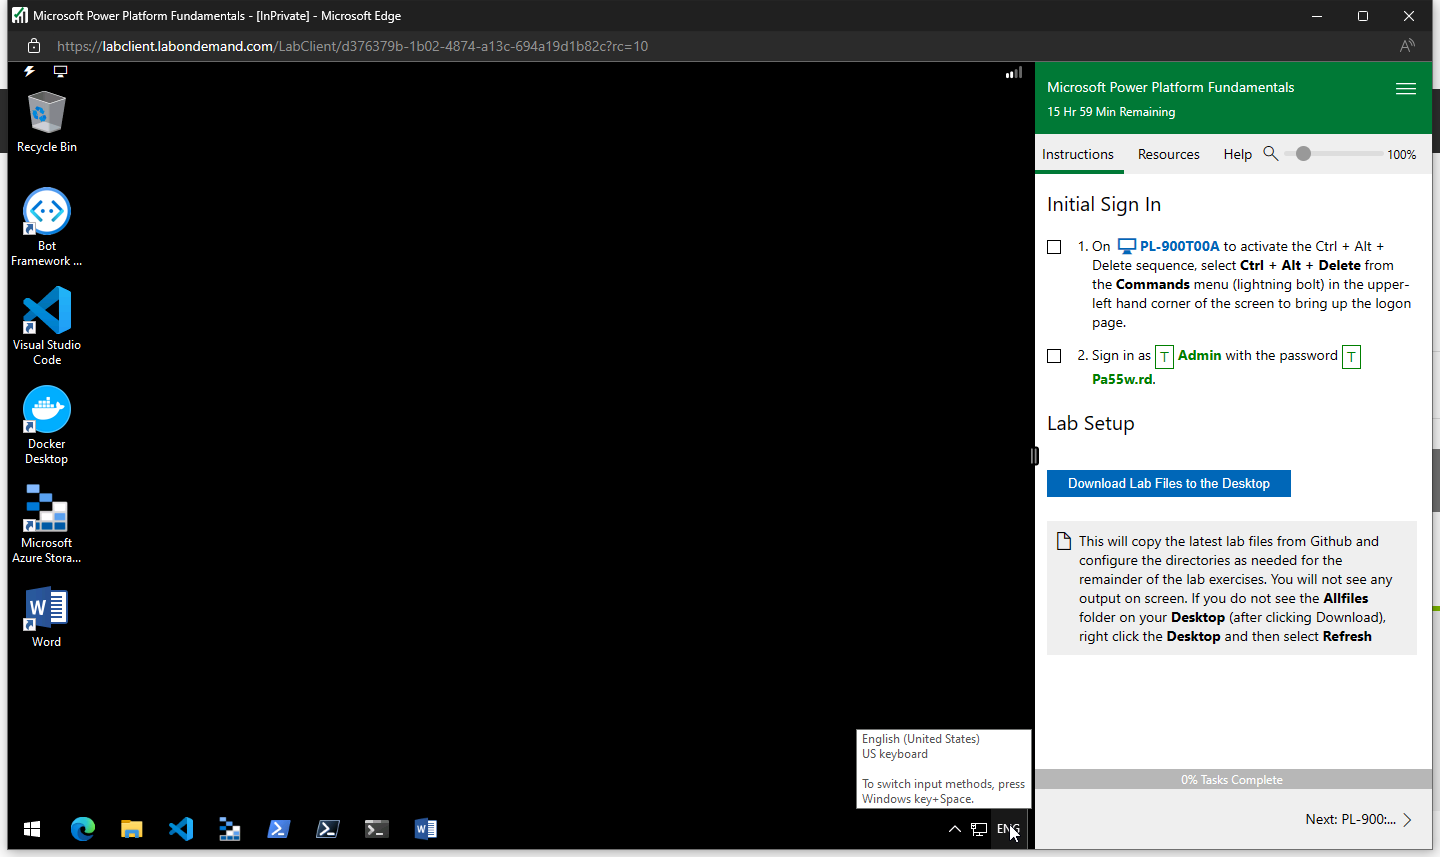 Microsoft Power Platform Fundamentals - [InPrivate] - Microsoft Edge
https://labclient.labondemand.com/LabClient/d376379b-1b02-4874-a13c-694a19d1b82c?rc=10
Recycle Bin
Bot
Framework ...
Visual Studio
Code
Docker
Desktop
Microsoft
Azure Stora...
Word
English (United States)
US keyboard
To switch input methods, press
Windows key+Space.
ENG
Microsoft Power Platform Fundamentals
15 Hr 59 Min Remaining
Instructions Resources Help 100%
Initial Sign In
1. On PL-900T00A to activate the Ctrl + Alt +
Delete sequence, select Ctrl + Alt + Delete from
the Commands menu (lightning bolt) in the upper-
left hand corner of the screen to bring up the logon
page.
2. Sign in as T Admin with the password T
Pa55w.rd.
Lab Setup
Download Lab Files to the Desktop
This will copy the latest lab files from Github and
configure the directories as needed for the
remainder of the lab exercises. You will not see any
output on screen. If you do not see the Allfiles
folder on your Desktop (after clicking Download),
right click the Desktop and then select Refresh
0% Tasks Complete
Next: PL-900:...